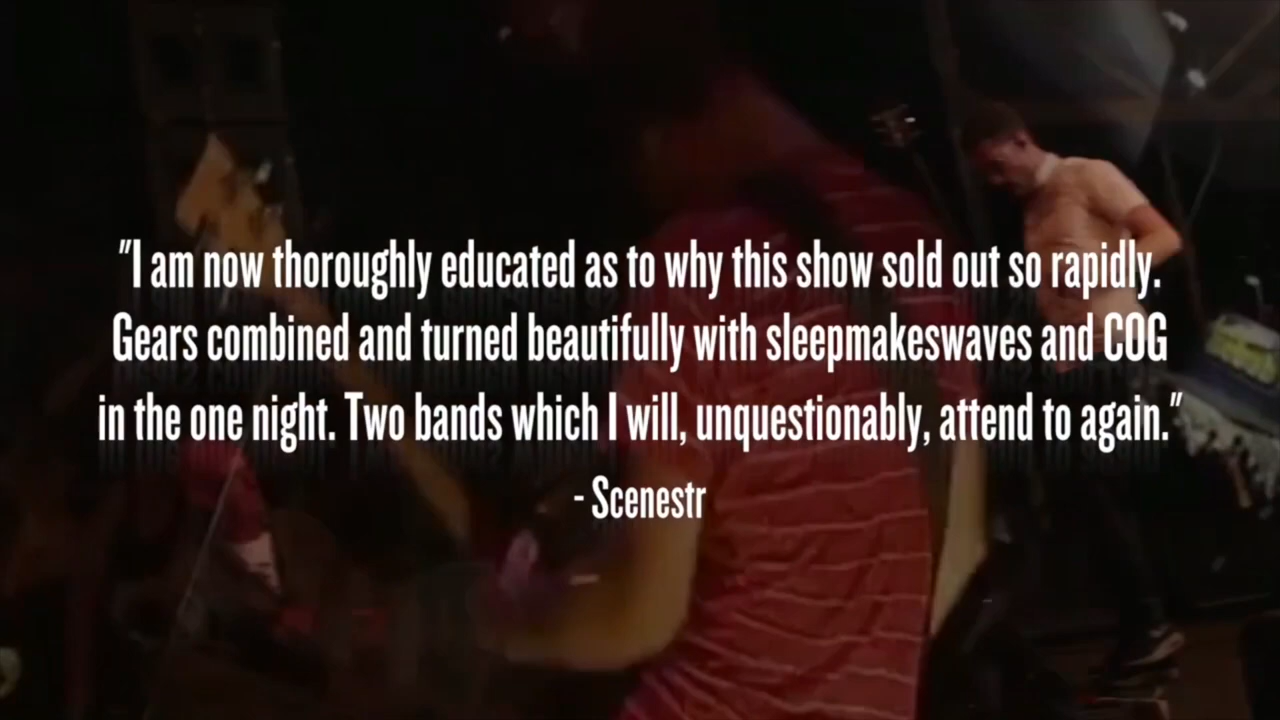 "I am now thoroughly educated as to why this show sold out so rapidly.
Gears combined and turned beautifully with sleepmakeswaves and COG
in the one night. Two bands which I will, unquestionably, attend to again."
- Scenestr